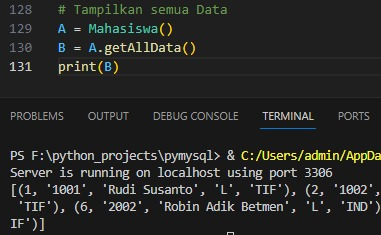 128 # Tampilkan semua Data
129 A = Mahasiswa()
130 B = A.getAllData()
131 print(B)
PROBLEMS OUTPUT DEBUG CONSOLE TERMINAL PORTS
PS F:\python_projects\pymysql> & C:/Users/admin/AppDa
Server is running on localhost using port 3306
[(1, '1001', 'Rudi Susanto', 'L', 'TIF'), (2, '1002',
'TIF'), (6, '2002', 'Robin Adik Betmen', 'L', 'IND')
IF')]